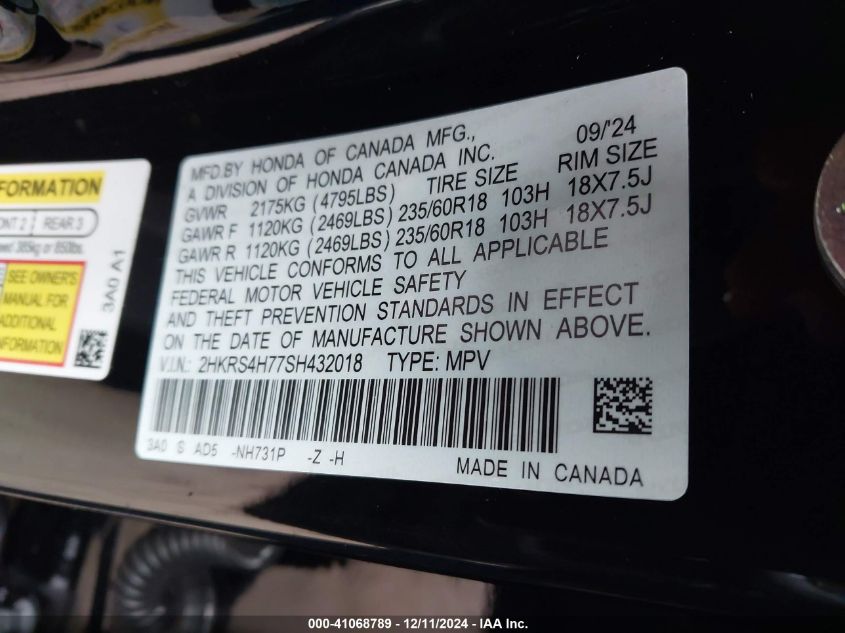 MFD.BY HONDA OF CANADA MFG., 09/'24
A DIVISION OF HONDA CANADA INC.
GVWR 2175KG (4795LBS) TIRE SIZE RIM SIZE
GAWR F 1120KG (2469LBS) 235/60R18 103H 18X7.5J
GAWR R 1120KG (2469LBS) 235/60R18 103H 18X7.5J
THIS VEHICLE CONFORMS TO ALL APPLICABLE
FEDERAL MOTOR VEHICLE SAFETY
AND THEFT PREVENTION STANDARDS IN EFFECT
ON THE DATE OF MANUFACTURE SHOWN ABOVE.
V.I.N.: 2HKRS4H77SH432018 TYPE: MPV
3A0 S AD5 -NH731P -Z -H
MADE IN CANADA
FORMATION
2 REAR 3
385kg or 850lbs.
SEE OWNER'S
MANUAL FOR
ADDITIONAL
INFORMATION
3A0 A1
000-41068789 - 12/11/2024 - IAA Inc.